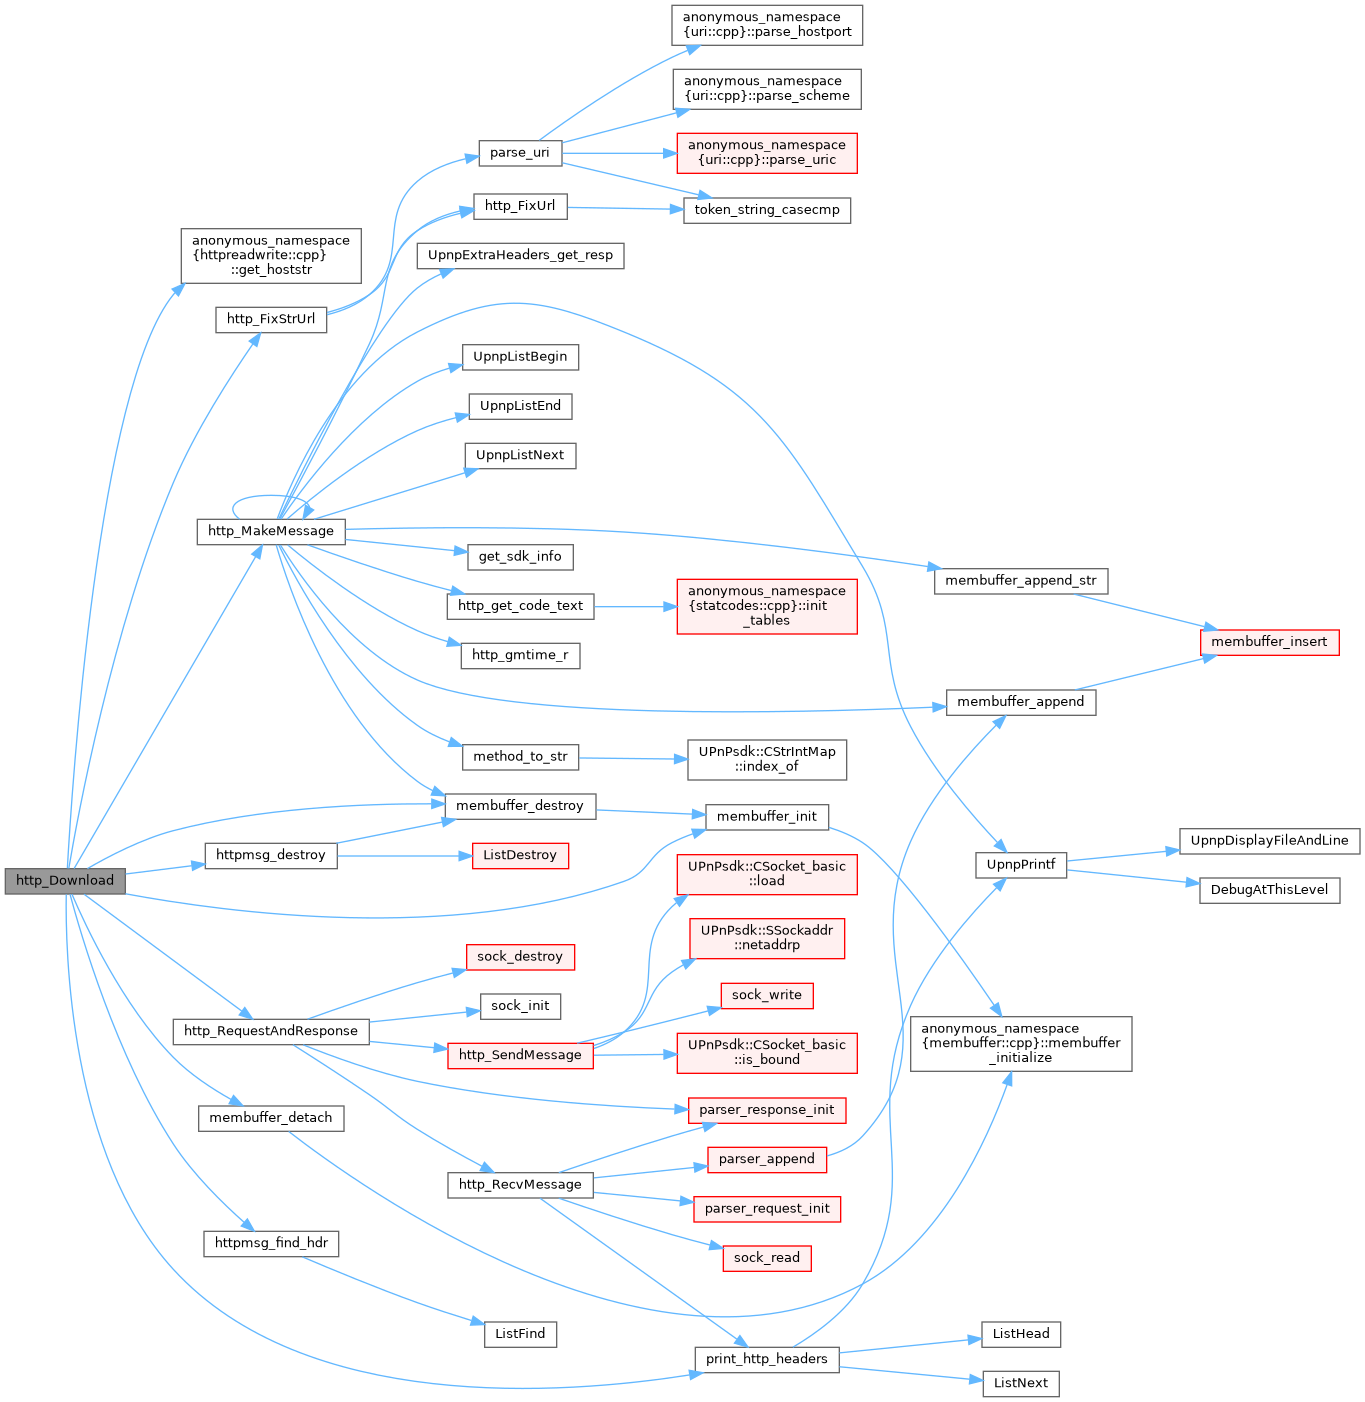 anonymous_namespace
{uri::cpp}::parse_hostport
anonymous_namespace
{uri::cpp}::parse_scheme
parse_uri
anonymous_namespace
{uri::cpp}::parse_uric
http_FixUrl
token_string_casecmp
anonymous_namespace
{httpreadwrite::cpp}
::get_hoststr
UpnpExtraHeaders_get_resp
http_FixStrUrl
UpnpListBegin
UpnpListEnd
UpnpListNext
http_MakeMessage
get_sdk_info
membuffer_append_str
http_get_code_text
anonymous_namespace
{statcodes::cpp}::init
_tables
membuffer_insert
http_gmtime_r
membuffer_append
method_to_str
UPnPsdk::CStrIntMap
::index_of
membuffer_destroy
membuffer_init
httpmsg_destroy
ListDestroy
UpnpPrintf
UpnpDisplayFileAndLine
DebugAtThisLevel
http_Download
UPnPsdk::CSocket_basic
::load
UPnPsdk::SSockaddr
::netaddrp
sock_destroy
sock_init
sock_write
http_RequestAndResponse
http_SendMessage
UPnPsdk::CSocket_basic
::is_bound
anonymous_namespace
{membuffer::cpp}::membuffer
_initialize
membuffer_detach
parser_response_init
parser_append
http_RecvMessage
parser_request_init
httpmsg_find_hdr
sock_read
ListFind
print_http_headers
ListHead
ListNext